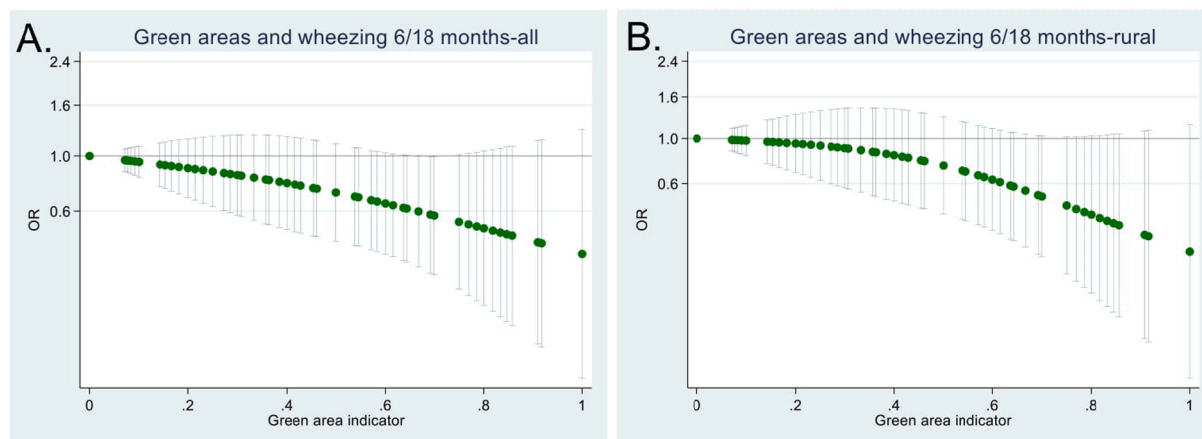 A.
Green areas and wheezing 6/18 months-all
2.4
1.6
1.0
0.6
OR
0
.2
.4
.6
.8
1
Green area indicator
B.
Green areas and wheezing 6/18 months-rural
2.4
1.6
1.0
0.6
OR
0
.2
.4
.6
.8
1
Green area indicator